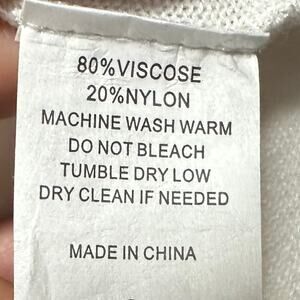 80%VISCOSE
20%NYLON
MACHINE WASH WARM
DO NOT BLEACH
TUMBLE DRY LOW
DRY CLEAN IF NEEDED
MADE IN CHINA